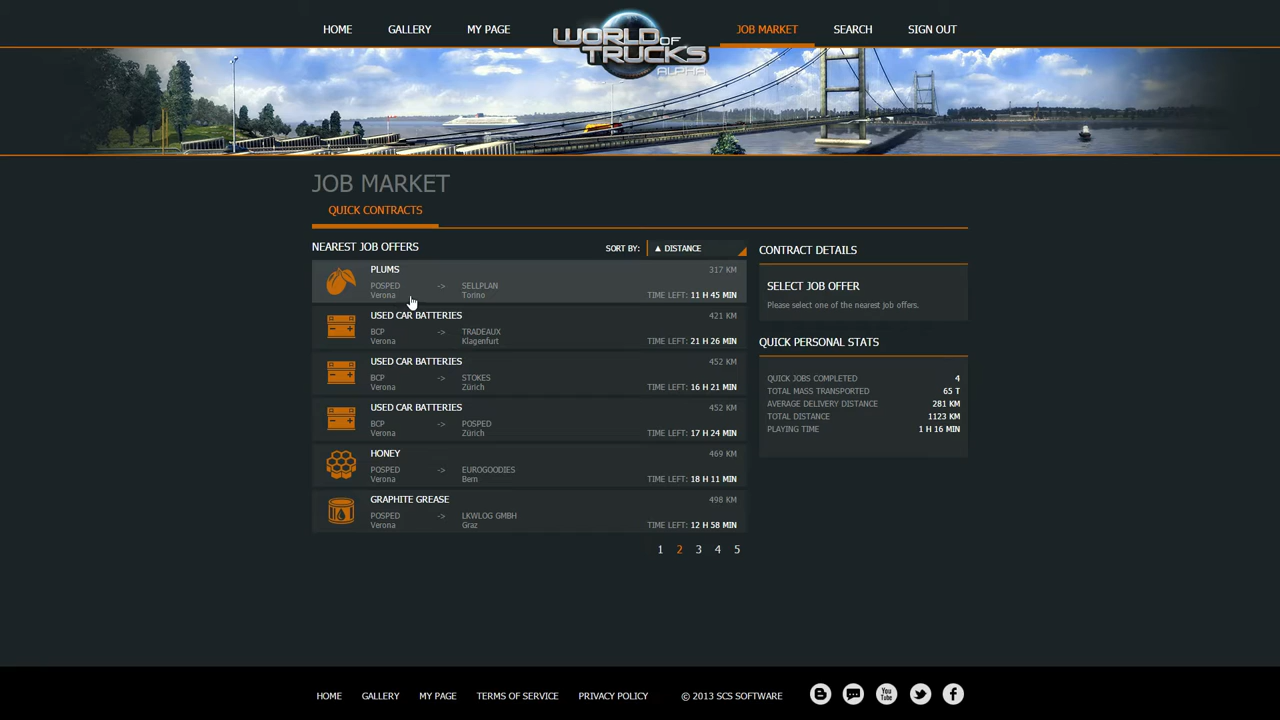 HOME GALLERY MY PAGE WORLD OF TRUCKS ALPHA JOB MARKET SEARCH SIGN OUT
JOB MARKET
QUICK CONTRACTS
NEAREST JOB OFFERS SORT BY: ▲ DISTANCE
PLUMS 317 KM
POSPED -> SELLPLAN
Verona Torino TIME LEFT: 11 H 45 MIN
USED CAR BATTERIES 421 KM
BCP -> TRADEAUX
Verona Klagenfurt TIME LEFT: 21 H 26 MIN
USED CAR BATTERIES 452 KM
BCP -> STOKES
Verona Zürich TIME LEFT: 16 H 21 MIN
USED CAR BATTERIES 452 KM
BCP -> POSPED
Verona Zürich TIME LEFT: 17 H 24 MIN
HONEY 469 KM
POSPED -> EUROGOODIES
Verona Bern TIME LEFT: 18 H 11 MIN
GRAPHITE GREASE 498 KM
POSPED -> LKWLOG GMBH
Verona Graz TIME LEFT: 12 H 58 MIN
1 2 3 4 5
CONTRACT DETAILS
SELECT JOB OFFER
Please select one of the nearest job offers.
QUICK PERSONAL STATS
QUICK JOBS COMPLETED 4
TOTAL MASS TRANSPORTED 65 T
AVERAGE DELIVERY DISTANCE 281 KM
TOTAL DISTANCE 1123 KM
PLAYING TIME 1 H 16 MIN
HOME GALLERY MY PAGE TERMS OF SERVICE PRIVACY POLICY © 2013 SCS SOFTWARE You Tube